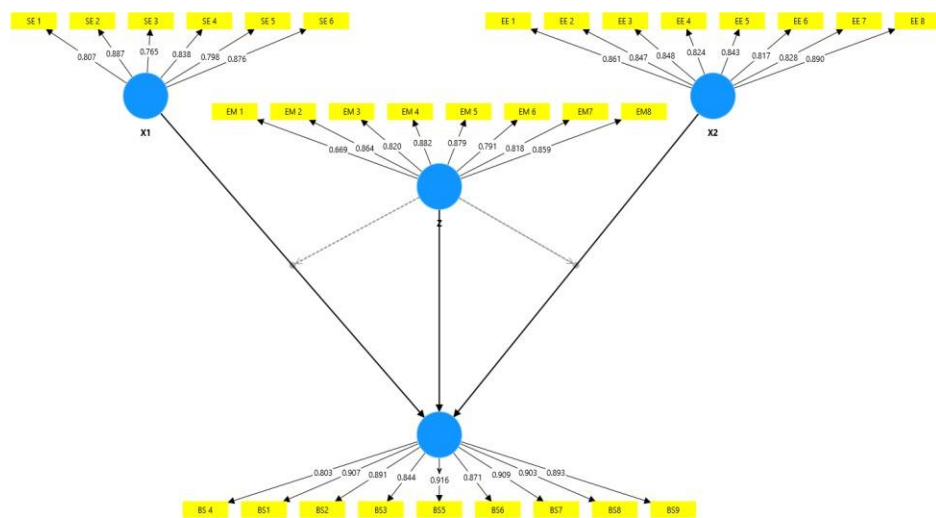 SE 1 SE 2 SE 3 SE 4 SE 5 SE 6 EE 1 EE 2 EE 3 EE 4 EE 5 EE 6 EE 7 EE 8
0.807 0.887 0.765 0.838 0.798 0.876 0.861 0.847 0.848 0.824 0.843 0.817 0.828 0.890
EM 1 EM 2 EM 3 EM 4 EM 5 EM 6 EM7 EM8
X1 X2
0.669 0.864 0.820 0.882 0.879 0.791 0.818 0.859
Z
0.803 0.907 0.891 0.844 0.916 0.871 0.909 0.903 0.893
BS 4 BS1 BS2 BS3 BS5 BS6 BS7 BS8 BS9